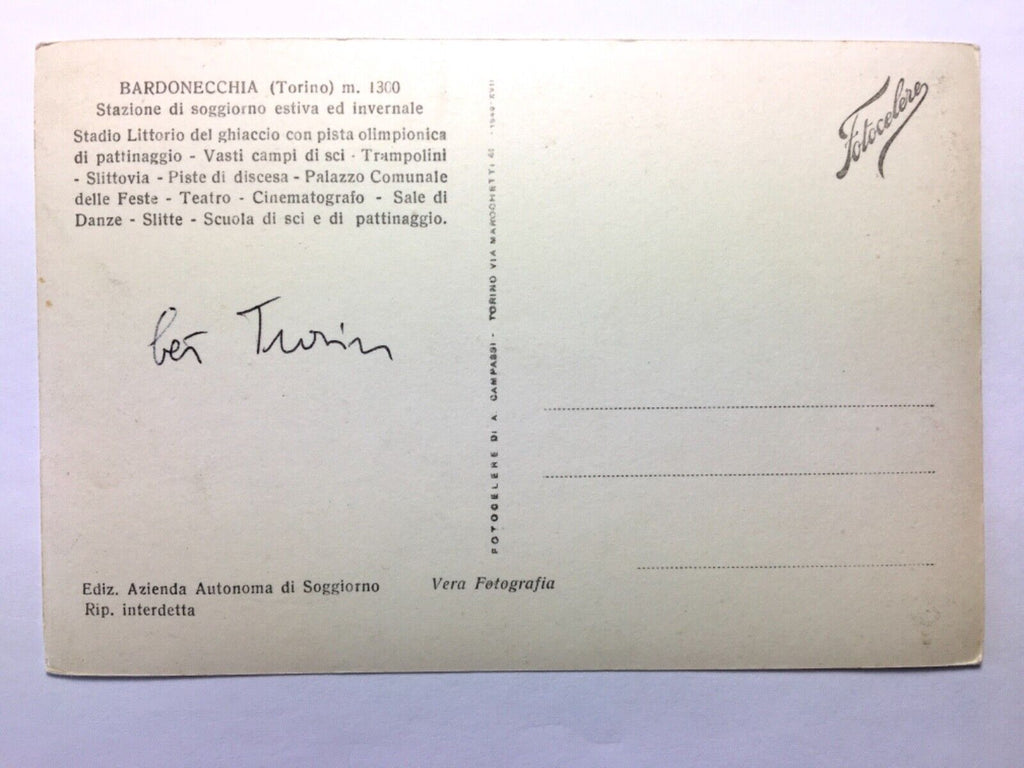 BARDONECCHIA (Torino) m. 1300
Stazione di soggiorno estiva ed invernale
Stadio Littorio del ghiaccio con pista olimpionica
di pattinaggio - Vasti campi di sci - Trampolini
- Slittovia - Piste di discesa - Palazzo Comunale
delle Feste - Teatro - Cinematografo - Sale di
Danze - Slitte - Scuola di sci e di pattinaggio.
bei Turin
Ediz. Azienda Autonoma di Soggiorno
Rip. interdetta
Vera Fotografia
FOTOCELERE DI A. CAMPASSI - TORINO VIA MAROCHETTI 41 -
Fotocelere